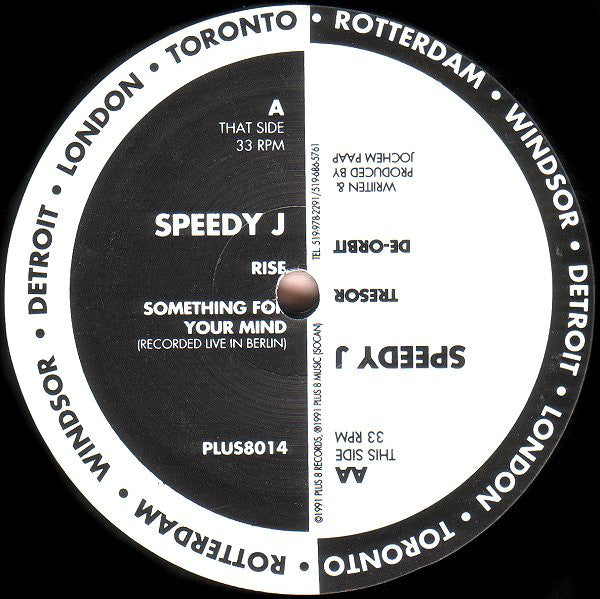 ROTTERDAM • WINDSOR • DETROIT • LONDON • TORONTO • ROTTERDAM • WINDSOR • DETROIT • LONDON • TORONTO •
A
THAT SIDE
33 RPM
SPEEDY J
RISE
SOMETHING FOR
YOUR MIND
(RECORDED LIVE IN BERLIN)
PLUS8014
©1991 PLUS 8 RECORDS, ℗1991 PLUS 8 MUSIC (SOCAN) TEL. 519-978-2291/519-686-5761
AA
THIS SIDE
33 RPM
SPEEDY J
TRESOR
DE-ORBIT
WRITTEN &
PRODUCED BY
JOCHEM PAAP